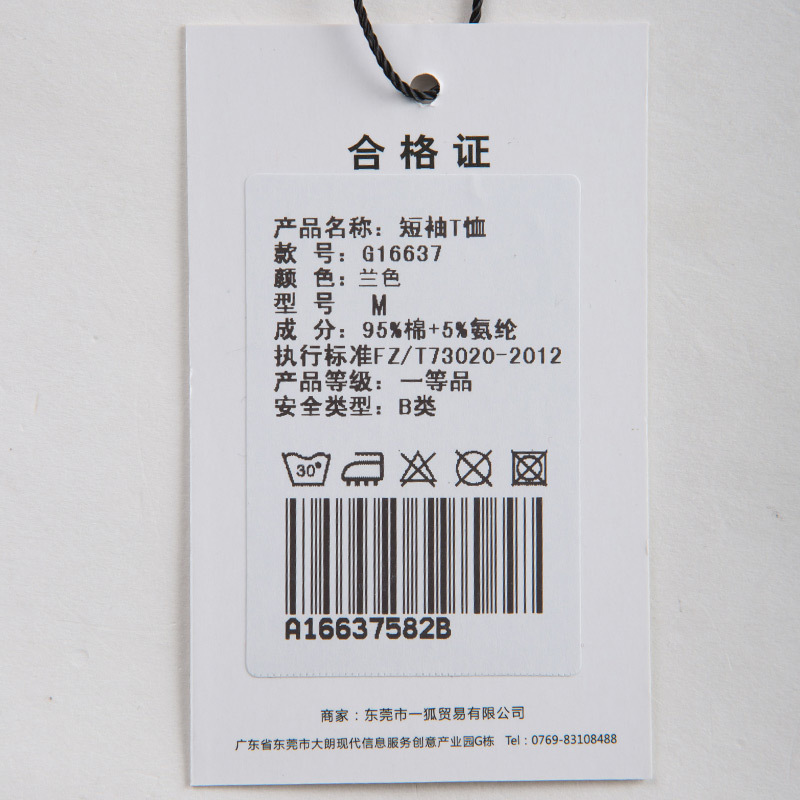 合格证
产品名称：短袖T恤
款 号：G16637
颜 色：兰色
型 号 M
成 分：95%棉+5%氨纶
执行标准FZ/T73020-2012
产品等级：一等品
安全类型：B类
30°
A16637582B
商家：东莞市一狐贸易有限公司
广东省东莞市大朗现代信息服务创意产业园G栋 Tel：0769-83108488